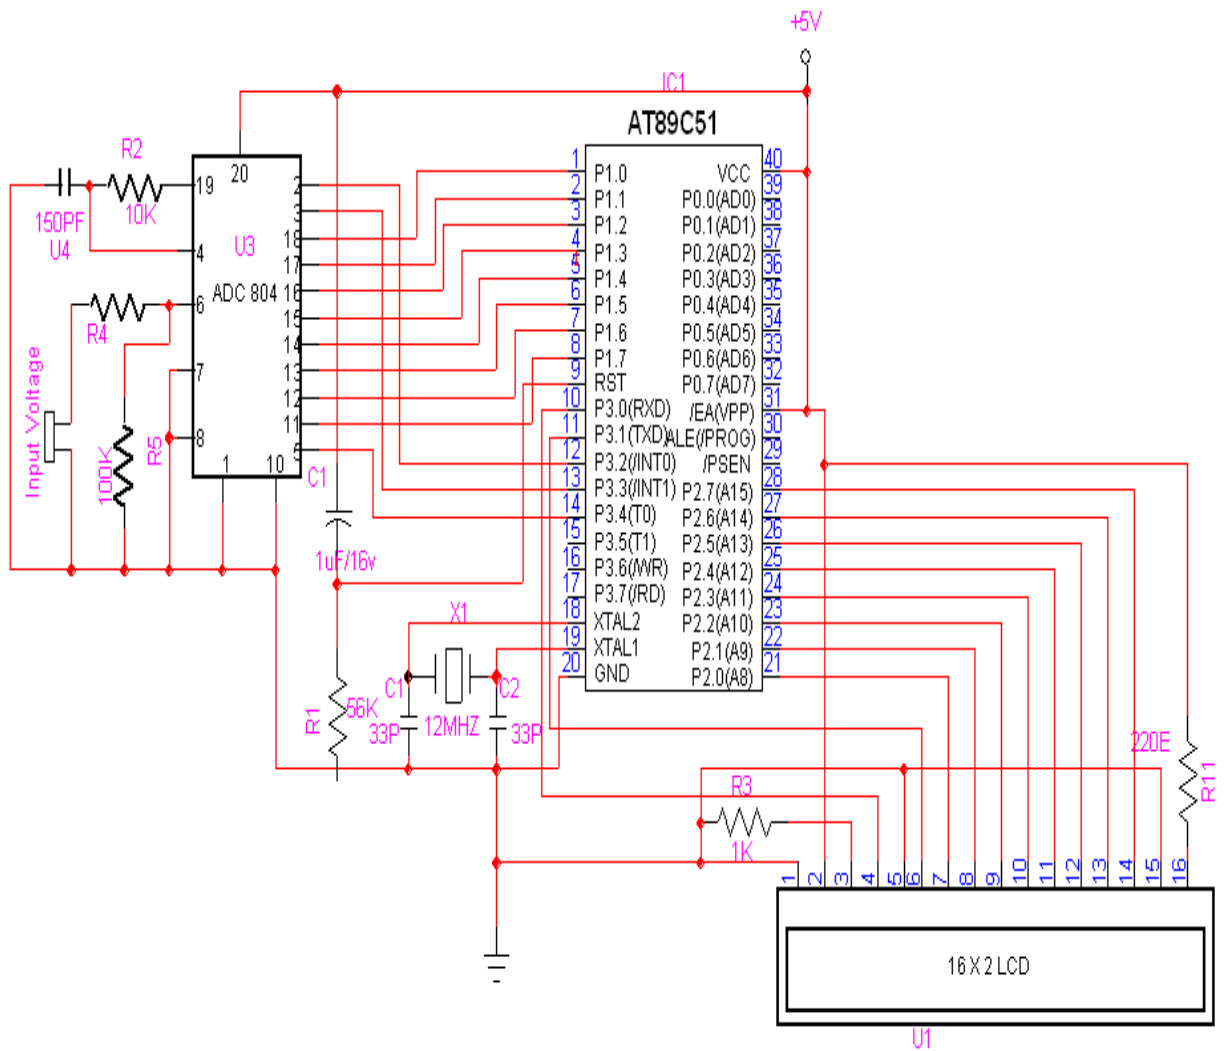 +5V
IC1
AT89C51
R2
10K
150PF
U4
R4
Input Voltage
100K
R5
U3
ADC 804
20
19
4
6
7
8
1
10
2
3
18
17
16
15
14
13
12
11
5
C1
1uF/16v
R1
56K
X1
C1
C2
33P
12MHZ
33P
1 P1.0
2 P1.1
3 P1.2
4 P1.3
5 P1.4
6 P1.5
7 P1.6
8 P1.7
9 RST
10 P3.0(RXD)
11 P3.1(TXD)
12 P3.2(/INT0)
13 P3.3(/INT1)
14 P3.4(T0)
15 P3.5(T1)
16 P3.6(/WR)
17 P3.7(/RD)
18 XTAL2
19 XTAL1
20 GND
VCC 40
P0.0(AD0) 39
P0.1(AD1) 38
P0.2(AD2) 37
P0.3(AD3) 36
P0.4(AD4) 35
P0.5(AD5) 34
P0.6(AD6) 33
P0.7(AD7) 32
/EA(VPP) 31
ALE(/PROG) 30
/PSEN 29
P2.7(A15) 28
P2.6(A14) 27
P2.5(A13) 26
P2.4(A12) 25
P2.3(A11) 24
P2.2(A10) 23
P2.1(A9) 22
P2.0(A8) 21
220E
R11
R3
1K
1 2 3 4 5 6 7 8 9 10 11 12 13 14 15 16
16 X 2 LCD
U1